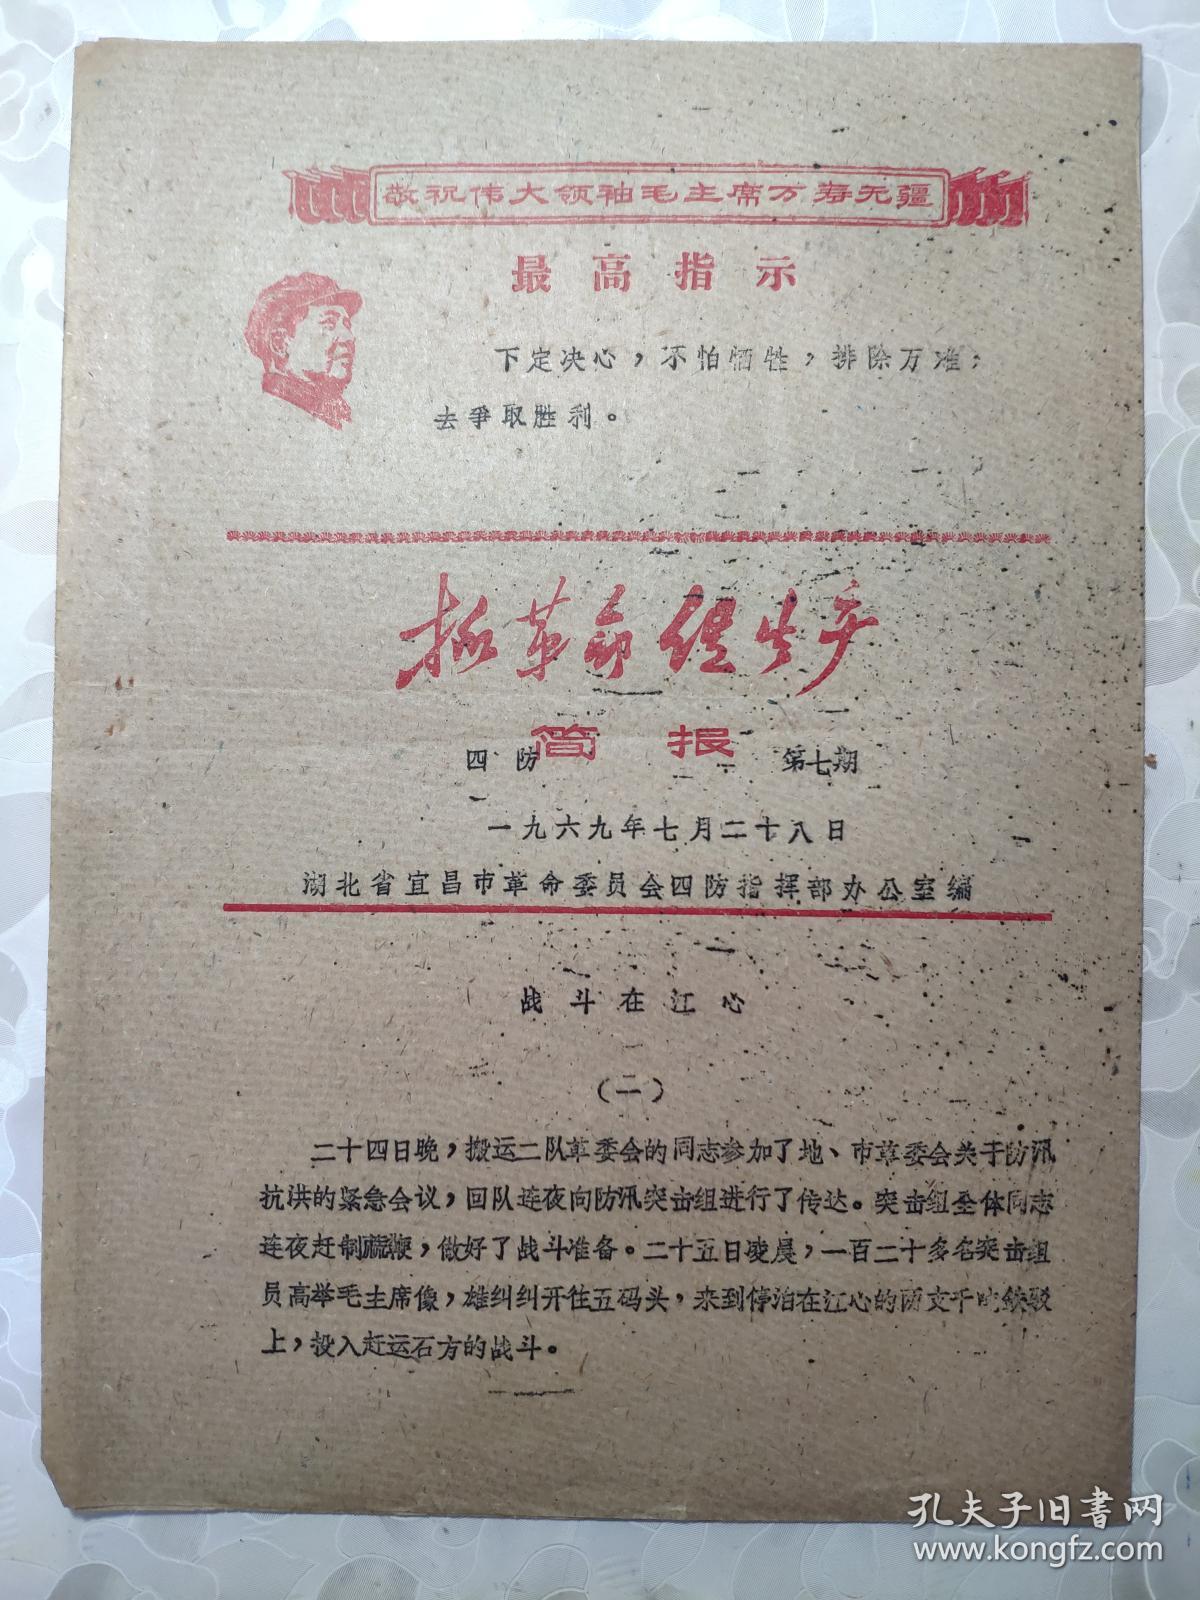 敬祝伟大领袖毛主席万寿无疆
最高指示
下定决心，不怕牺牲，排除万难，
去爭取胜利。
抓革命促生产
简报
四防 第七期
一九六九年七月二十八日
湖北省宜昌市革命委员会四防指挥部办公室编
战斗在江心
（二）
二十四日晚，搬运二队革委会的同志参加了地、市革委会关于防汛
抗洪的紧急会议，回队连夜向防汛突击组进行了传达。突击组全体同志
连夜赶制，做好了战斗准备。二十五日凌晨，一百二十多名突击组
员高举毛主席像，雄纠纠开往五码头，来到停泊在江心的两支千吨铁驳
上，投入赶运石方的战斗。
孔夫子旧书网
www.kongfz.com